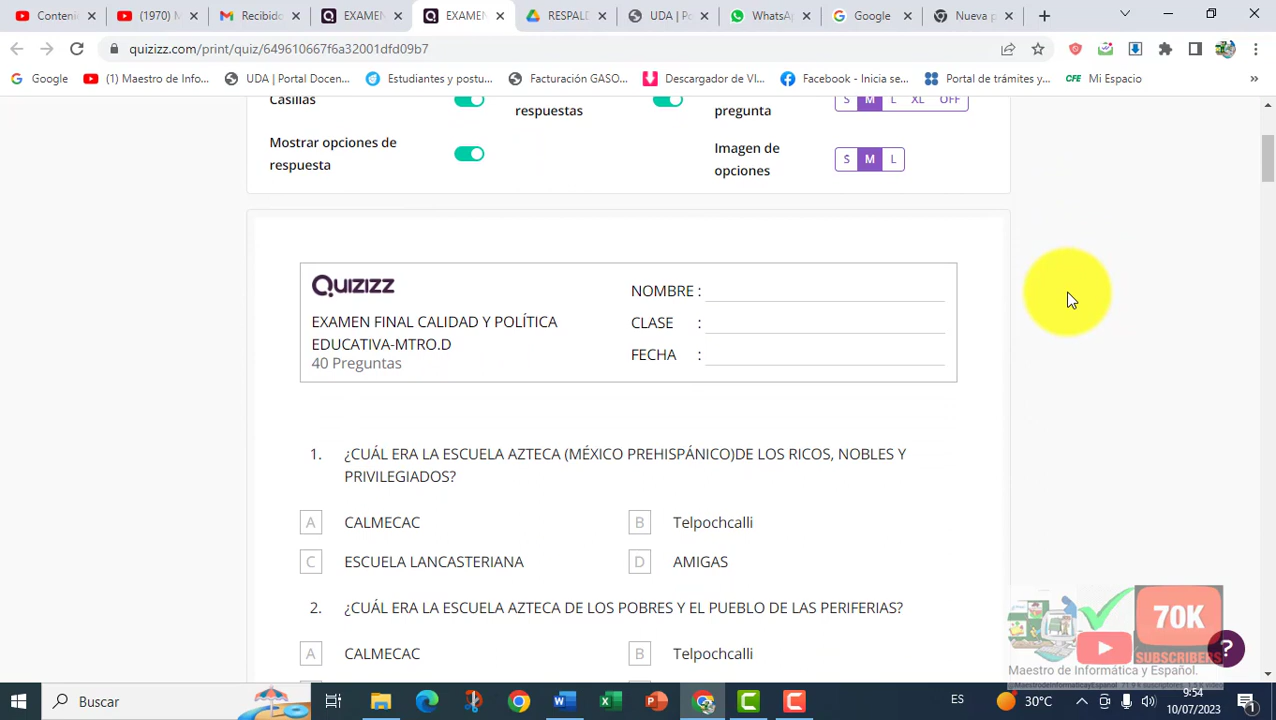 Conteni
(1970) M
Recibido
EXAMEN
EXAMEN
RESPALD
UDA | Po
WhatsAp
Google
Nueva p
quizizz.com/print/quiz/649610667f6a32001dfd09b7
Google
(1) Maestro de Info...
UDA | Portal Docen...
Estudiantes y postu...
Facturación GASO...
Descargador de VI...
Facebook - Inicia se...
Portal de trámites y...
CFE Mi Espacio
»
Casillas
respuestas
pregunta
S M L XL OFF
Mostrar opciones de
respuesta
Imagen de
opciones
S M L
Quizizz
EXAMEN FINAL CALIDAD Y POLÍTICA
EDUCATIVA-MTRO.D
40 Preguntas
NOMBRE :
CLASE :
FECHA :
1. ¿CUÁL ERA LA ESCUELA AZTECA (MÉXICO PREHISPÁNICO)DE LOS RICOS, NOBLES Y
PRIVILEGIADOS?
A CALMECAC
B Telpochcalli
C ESCUELA LANCASTERIANA
D AMIGAS
2. ¿CUÁL ERA LA ESCUELA AZTECA DE LOS POBRES Y EL PUEBLO DE LAS PERIFERIAS?
A CALMECAC
B Telpochcalli
70K
SUBSCRIBERS
?
Maestro de Informática y Español.
Buscar
ES
30°C
9:54
10/07/2023
1